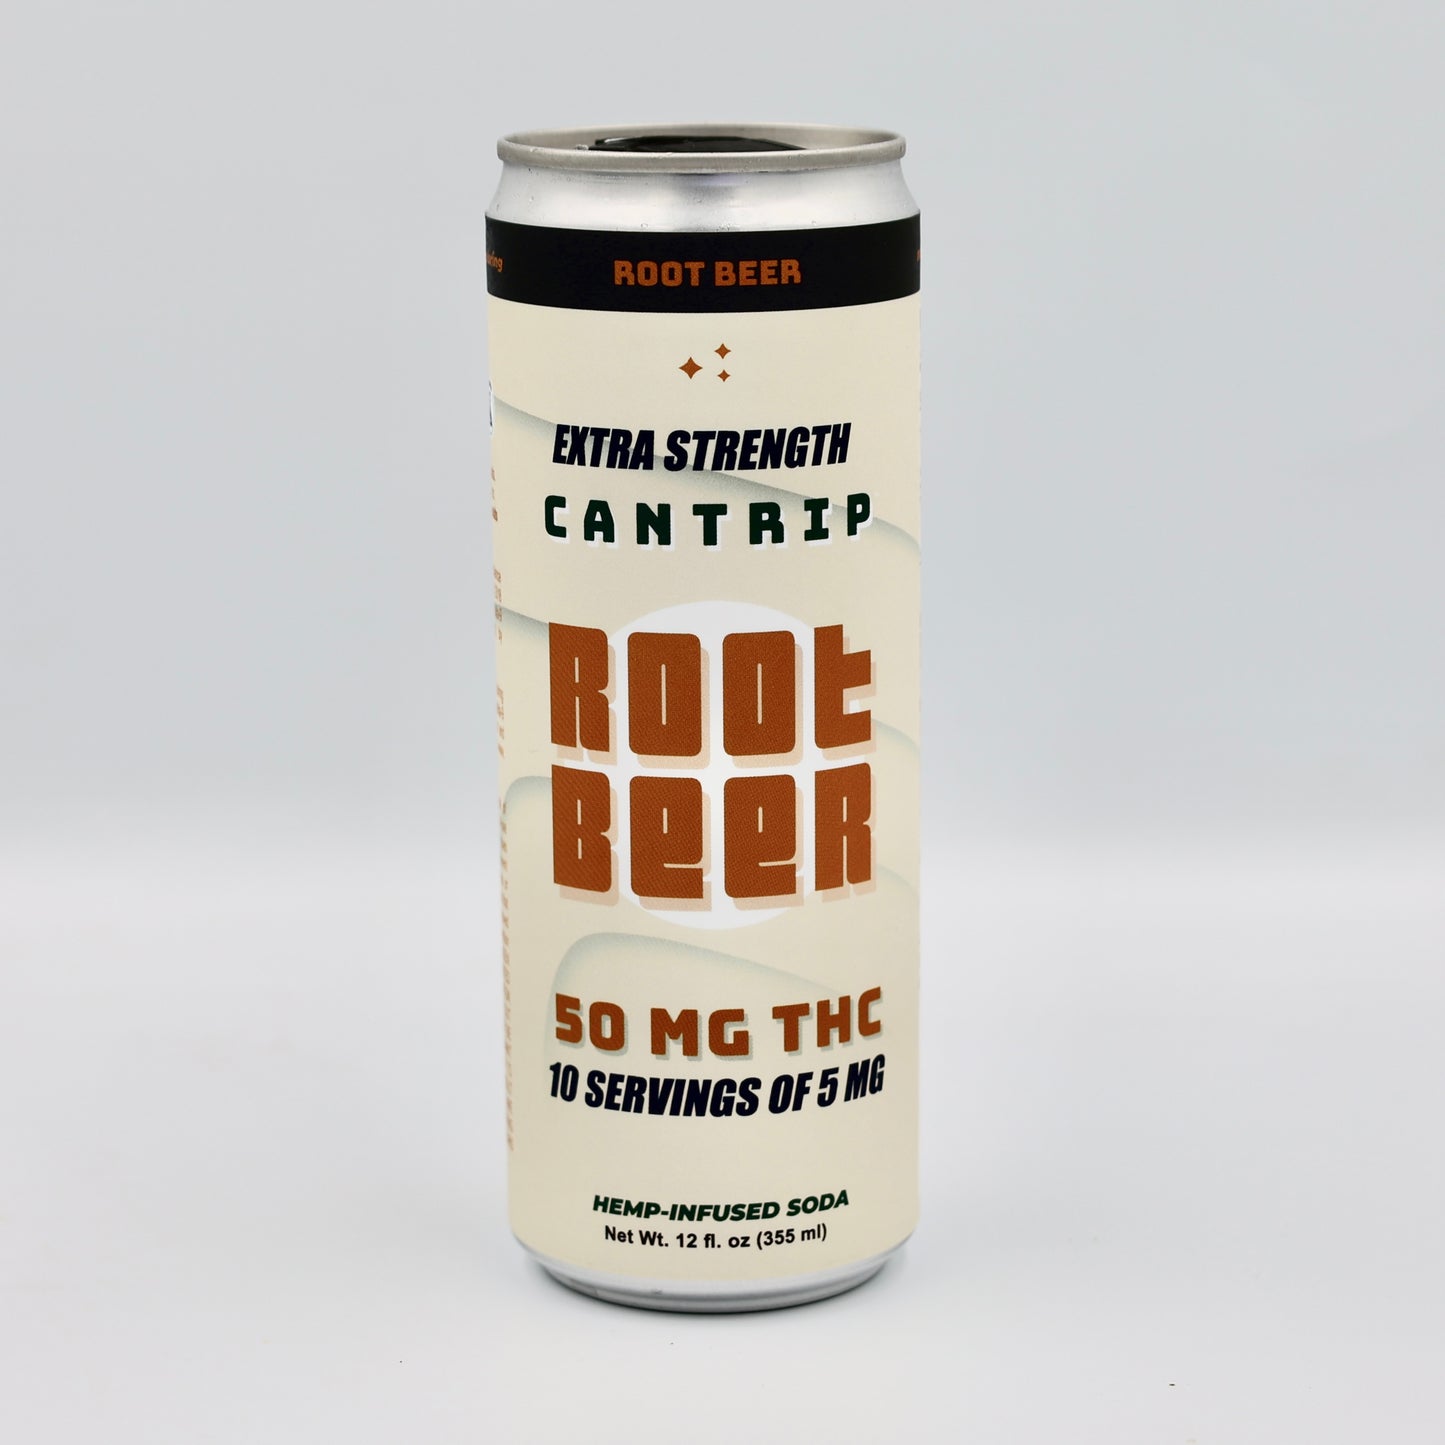 ROOT BEER
EXTRA STRENGTH
CANTRIP
ROOt
BeeR
50 MG THC
10 SERVINGS OF 5 MG
HEMP-INFUSED SODA
Net Wt. 12 fl. oz (355 ml)